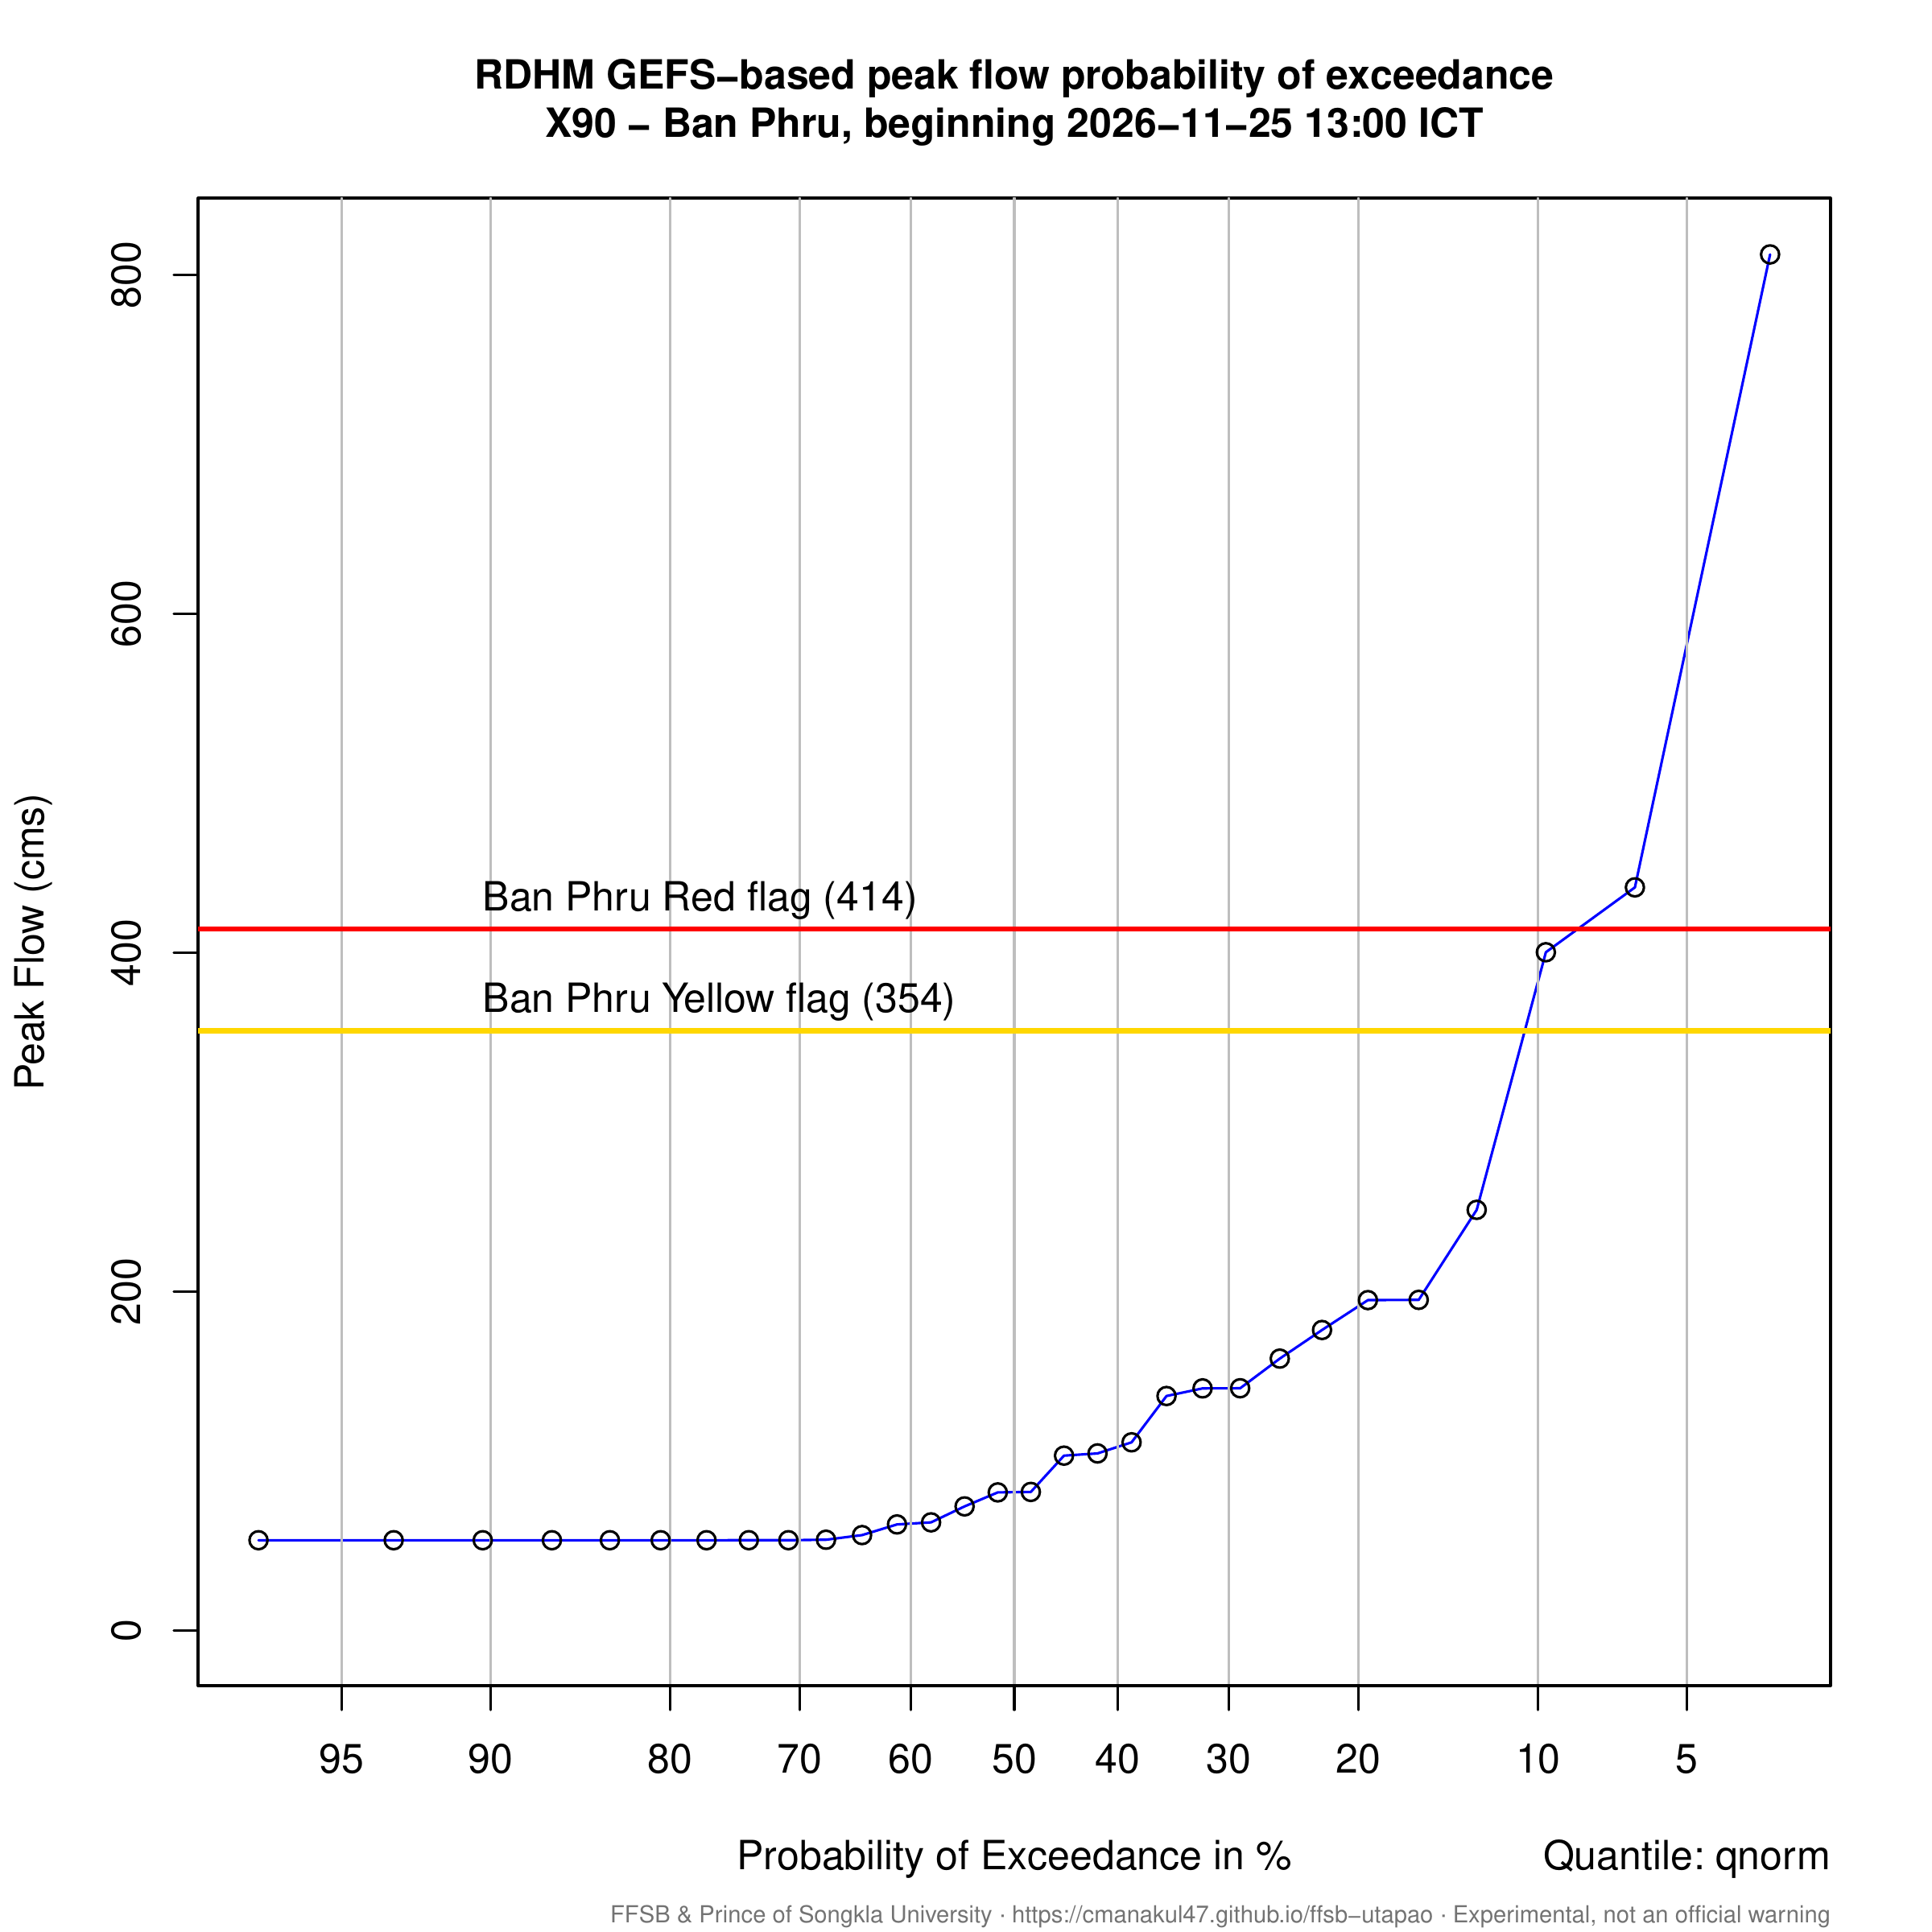 RDHM GEFS−based peak flow probability of exceedance
X90 − Ban Phru, beginning 2026−11−25 13:00 ICT
800
600
400
200
0
Peak Flow (cms)
Ban Phru Red flag (414)
Ban Phru Yellow flag (354)
95 90 80 70 60 50 40 30 20 10 5
Probability of Exceedance in %
Quantile: qnorm
FFSB & Prince of Songkla University · https://cmanakul47.github.io/ffsb−utapao · Experimental, not an official warning